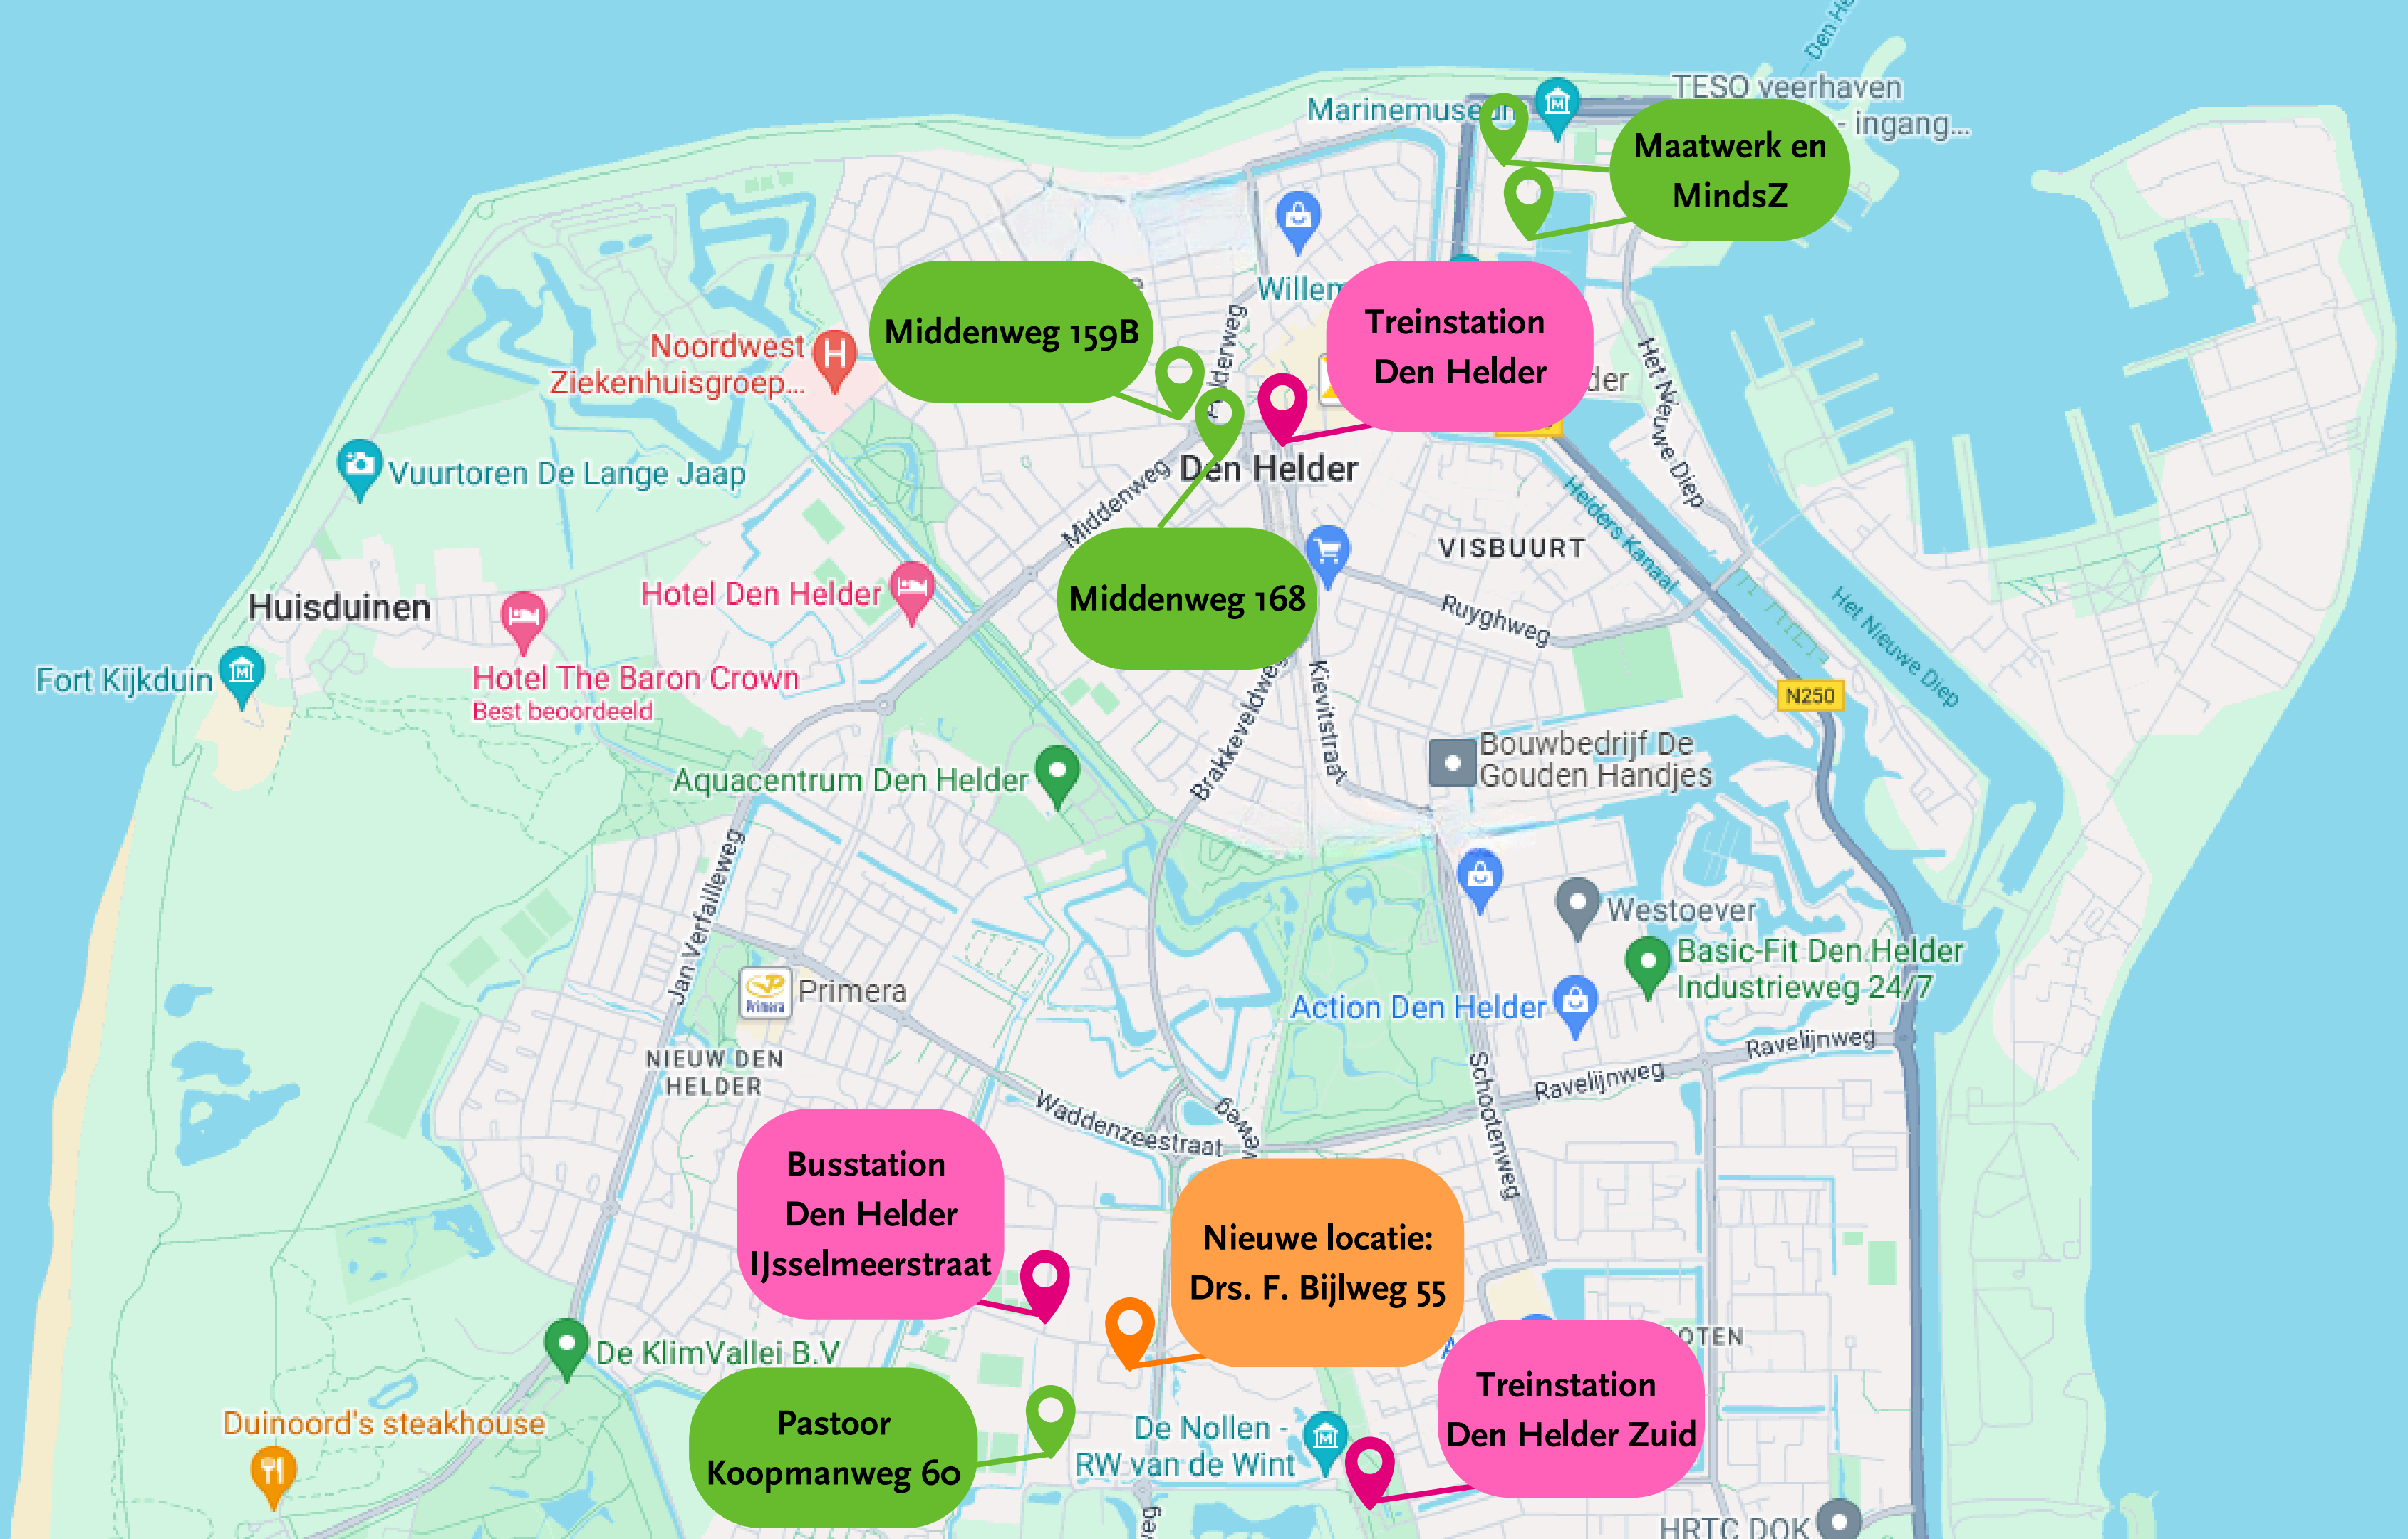 TESO veerhaven
- ingang...
Marinemuseum
Maatwerk en
MindsZ
Willem
Treinstation
Den Helder
Middenweg 159B
Noordwest
Ziekenhuisgroep...
Het Nieuwe Diep
Vuurtoren De Lange Jaap
Den Helder
Middenweg
Helders Kanaal
VISBUURT
Hotel Den Helder
Middenweg 168
Huisduinen
Ruyghweg
Het Nieuwe Diep
Fort Kijkduin
Hotel The Baron Crown
Best beoordeeld
N250
Brakkeveldweg
Kievitstraat
Bouwbedrijf De
Gouden Handjes
Aquacentrum Den Helder
Jan Verfailleweg
Westoever
Basic-Fit Den Helder
Industrieweg 24/7
Primera
Primera
Action Den Helder
Ravelijnweg
NIEUW DEN
HELDER
Ravelijnweg
Schootenweg
Waddenzeestraat
Busstation
Den Helder
IJsselmeerstraat
Nieuwe locatie:
Drs. F. Bijlweg 55
De KlimVallei B.V
Treinstation
Den Helder Zuid
Pastoor
Koopmanweg 60
Duinoord's steakhouse
De Nollen -
RW van de Wint
HRTC DOK